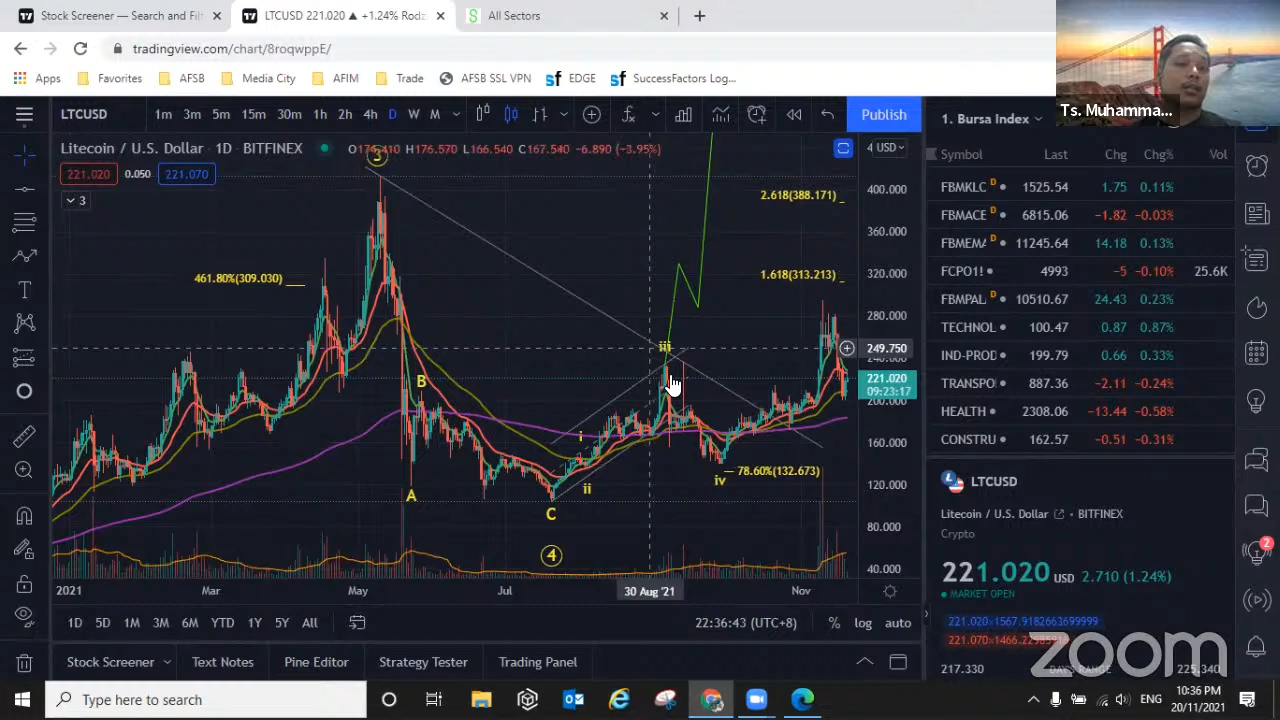 Stock Screener — Search and Filt
LTCUSD 221.020 ▲ +1.24% Rodz
All Sectors
tradingview.com/chart/8roqwppE/
Apps Favorites AFSB Media City AFIM Trade AFSB SSL VPN EDGE SuccessFactors Log...
Ts. Muhamma...
LTCUSD 1m 3m 5m 15m 30m 1h 2h 4h D W M Publish
Litecoin / U.S. Dollar · 1D · BITFINEX H176.570 L166.540 C167.540 -6.890 (-3.95%)
221.020 0.050 221.070
3
USD
400.000
360.000
320.000
280.000
249.750
221.020
09:23:17
200.000
160.000
120.000
80.000
40.000
2.618(388.171)
461.80%(309.030)
1.618(313.213)
iii
B
i
78.60%(132.673)
iv
A
ii
C
4
2021 Mar May Jul 30 Aug '21 Nov
1D 5D 1M 3M 6M YTD 1Y 5Y All 22:36:43 (UTC+8) % log auto
Stock Screener Text Notes Pine Editor Strategy Tester Trading Panel
1. Bursa Index
Symbol Last Chg Chg% Vol
FBMKLC D 1525.54 1.75 0.11%
FBMACE D 6815.06 -1.82 -0.03%
FBMEMA D 11245.64 14.18 0.13%
FCPO1! 4993 -5 -0.10% 25.6K
FBMPAL D 10510.67 24.43 0.23%
TECHNOL 100.47 0.87 0.87%
IND-PROD 199.79 0.66 0.33%
TRANSPO 887.36 -2.11 -0.24%
HEALTH 2308.06 -13.44 -0.58%
CONSTRU 162.57 -0.51 -0.31%
LTCUSD
Litecoin / U.S. Dollar · BITFINEX
Crypto
221.020 USD 2.710 (1.24%)
MARKET OPEN
221.020×1567.9182663699999
217.330 DAY'S RANGE 225.340
2
zoom
Type here to search
ENG
10:36 PM
20/11/2021